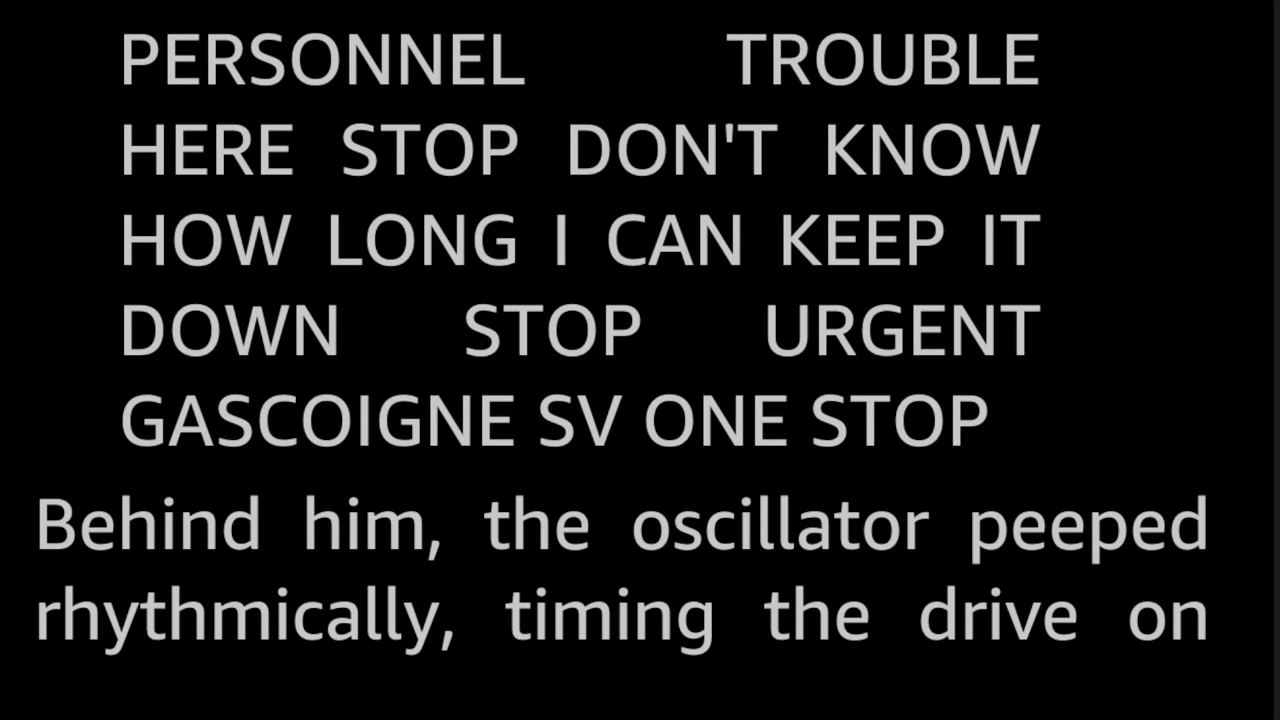 PERSONNEL TROUBLE
HERE STOP DON'T KNOW
HOW LONG I CAN KEEP IT
DOWN STOP URGENT
GASCOIGNE SV ONE STOP
Behind him, the oscillator peeped
rhythmically, timing the drive on